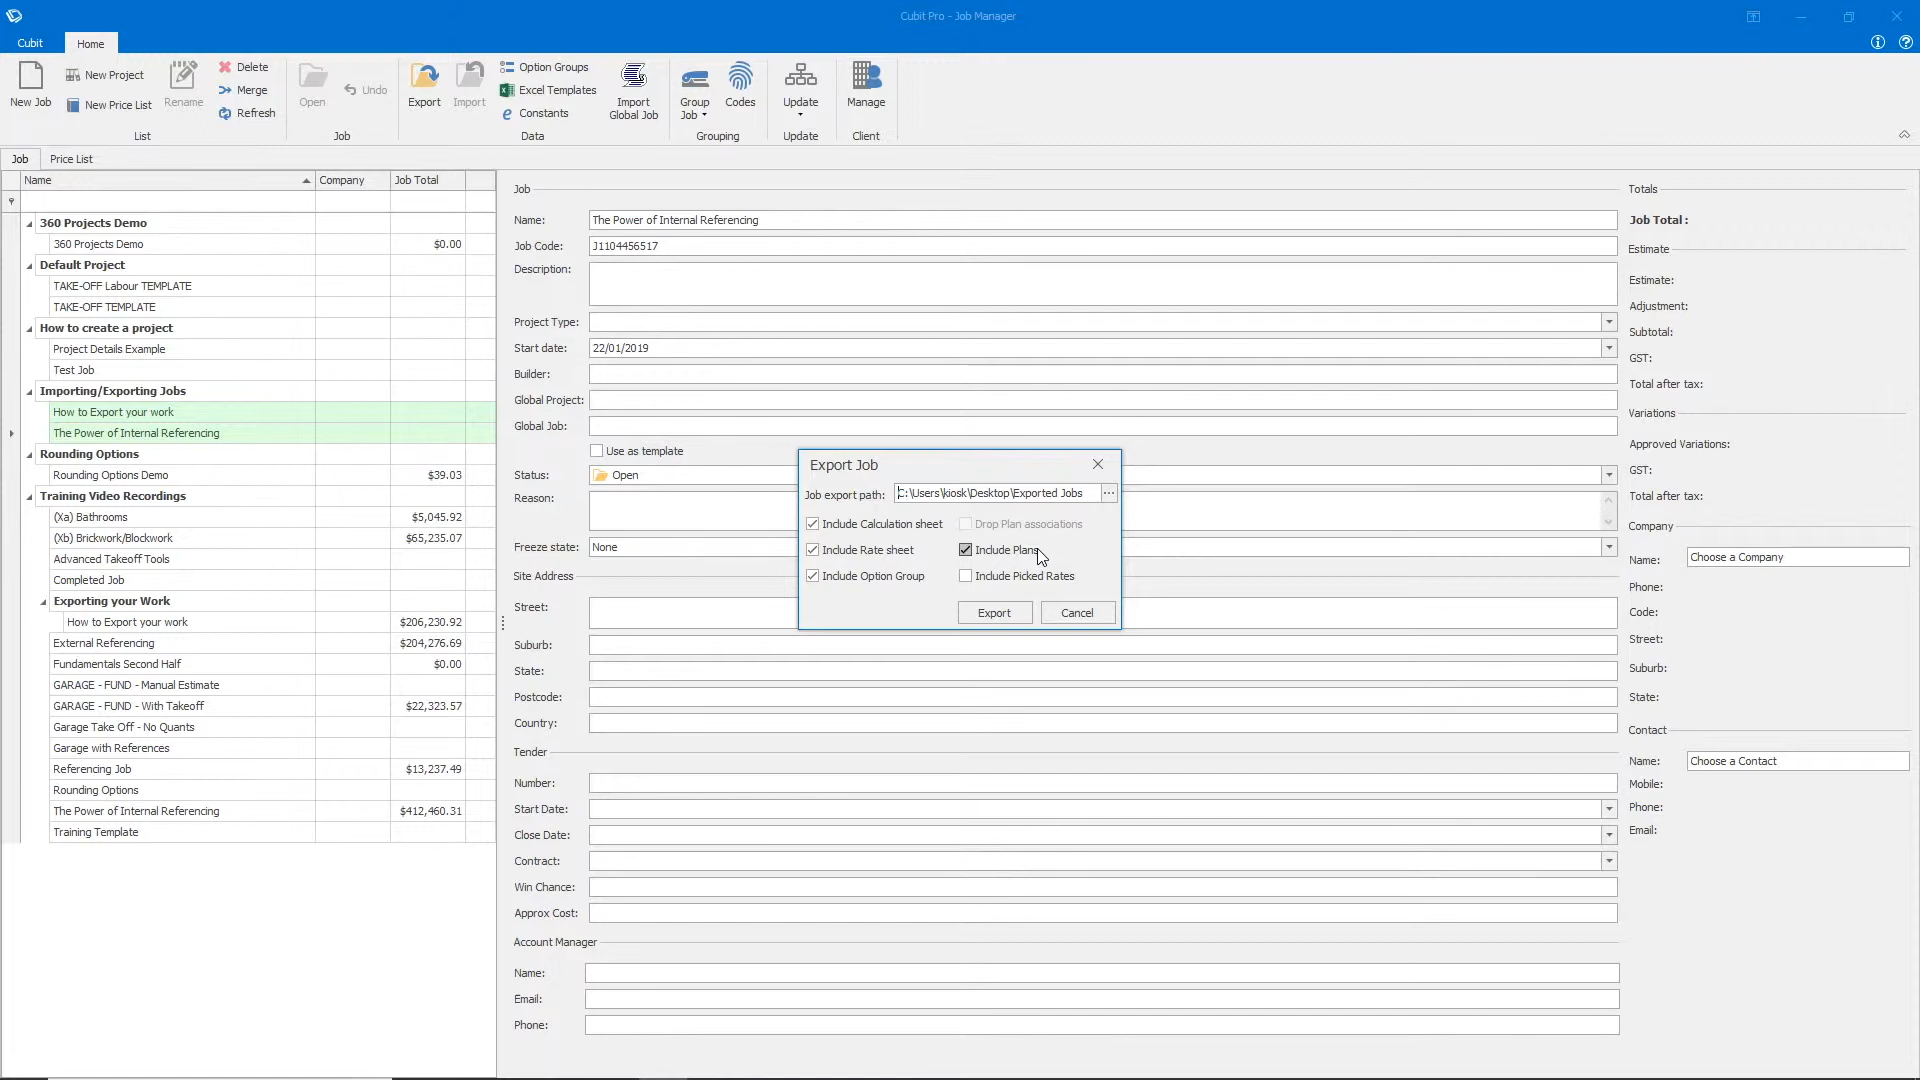 Cubit Pro - Job Manager
Cubit
Home
New Job
New Project
New Price List
Rename
Delete
Merge
Refresh
List
Open
Undo
Job
Export
Import
Option Groups
Excel Templates
Constants
Import
Global Job
Data
Group
Job
Codes
Grouping
Update
Update
Manage
Client
Job
Price List
Name
Company
Job Total
360 Projects Demo
360 Projects Demo $0.00
Default Project
TAKE-OFF Labour TEMPLATE
TAKE-OFF TEMPLATE
How to create a project
Project Details Example
Test Job
Importing/Exporting Jobs
How to Export your work
The Power of Internal Referencing
Rounding Options
Rounding Options Demo $39.03
Training Video Recordings
(Xa) Bathrooms $5,045.92
(Xb) Brickwork/Blockwork $65,235.07
Advanced Takeoff Tools
Completed Job
Exporting your Work
How to Export your work $206,230.92
External Referencing $204,276.69
Fundamentals Second Half $0.00
GARAGE - FUND - Manual Estimate
GARAGE - FUND - With Takeoff $22,323.57
Garage Take Off - No Quants
Garage with References
Referencing Job $13,237.49
Rounding Options
The Power of Internal Referencing $412,460.31
Training Template
Job
Name: The Power of Internal Referencing
Job Code: J1104456517
Description:
Project Type:
Start date: 22/01/2019
Builder:
Global Project:
Global Job:
Use as template
Status: Open
Reason:
Freeze state: None
Site Address
Street:
Suburb:
State:
Postcode:
Country:
Tender
Number:
Start Date:
Close Date:
Contract:
Win Chance:
Approx Cost:
Account Manager
Name:
Email:
Phone:
Export Job
Job export path: C:\Users\kiosk\Desktop\Exported Jobs ...
Include Calculation sheet Drop Plan associations
Include Rate sheet Include Plans
Include Option Group Include Picked Rates
Export Cancel
Totals
Job Total :
Estimate
Estimate:
Adjustment:
Subtotal:
GST:
Total after tax:
Variations
Approved Variations:
GST:
Total after tax:
Company
Name: Choose a Company
Phone:
Code:
Street:
Suburb:
State:
Contact
Name: Choose a Contact
Mobile:
Phone:
Email: